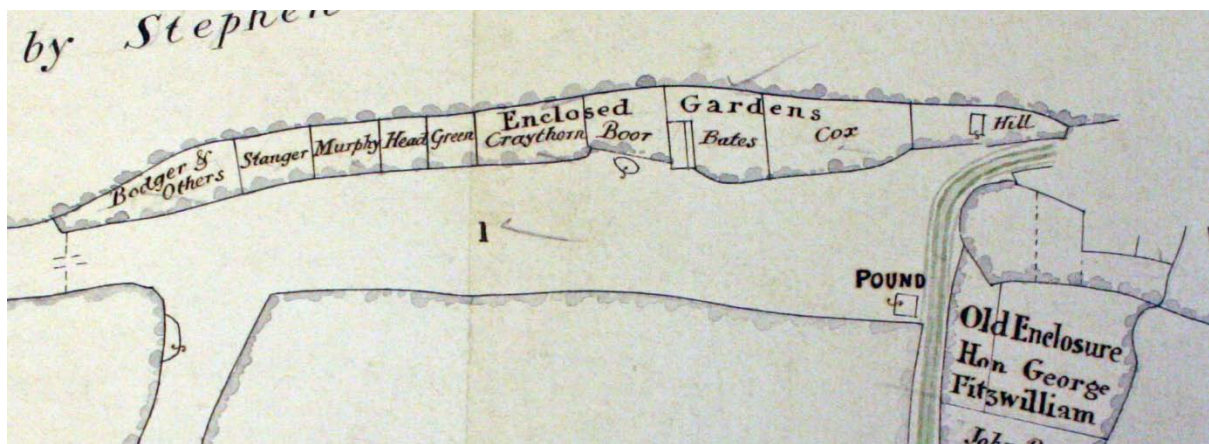 by Stephen
Enclosed Gardens
Bodger &
Others
Stanger
Murphy
Head
Green
Craythorn
Boor
Bates
Cox
Hill
1
POUND
Old Enclosure
Hon George
Fitzwilliam
John